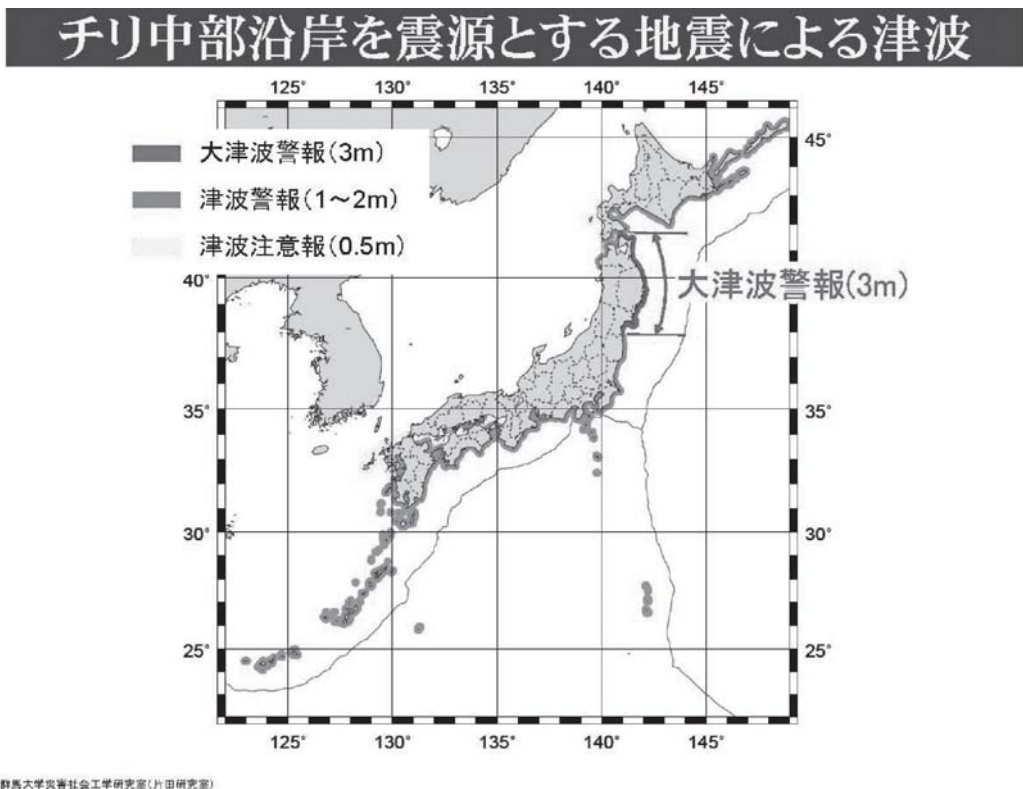 チリ中部沿岸を震源とする地震による津波
125° 130° 135° 140° 145°
大津波警報(3m)
津波警報(1～2m)
津波注意報(0.5m)
45°
40°
大津波警報(3m)
35° 35°
30° 30°
25° 25°
125° 130° 135° 140° 145°
群馬大学災害社会工学研究室(片田研究室)